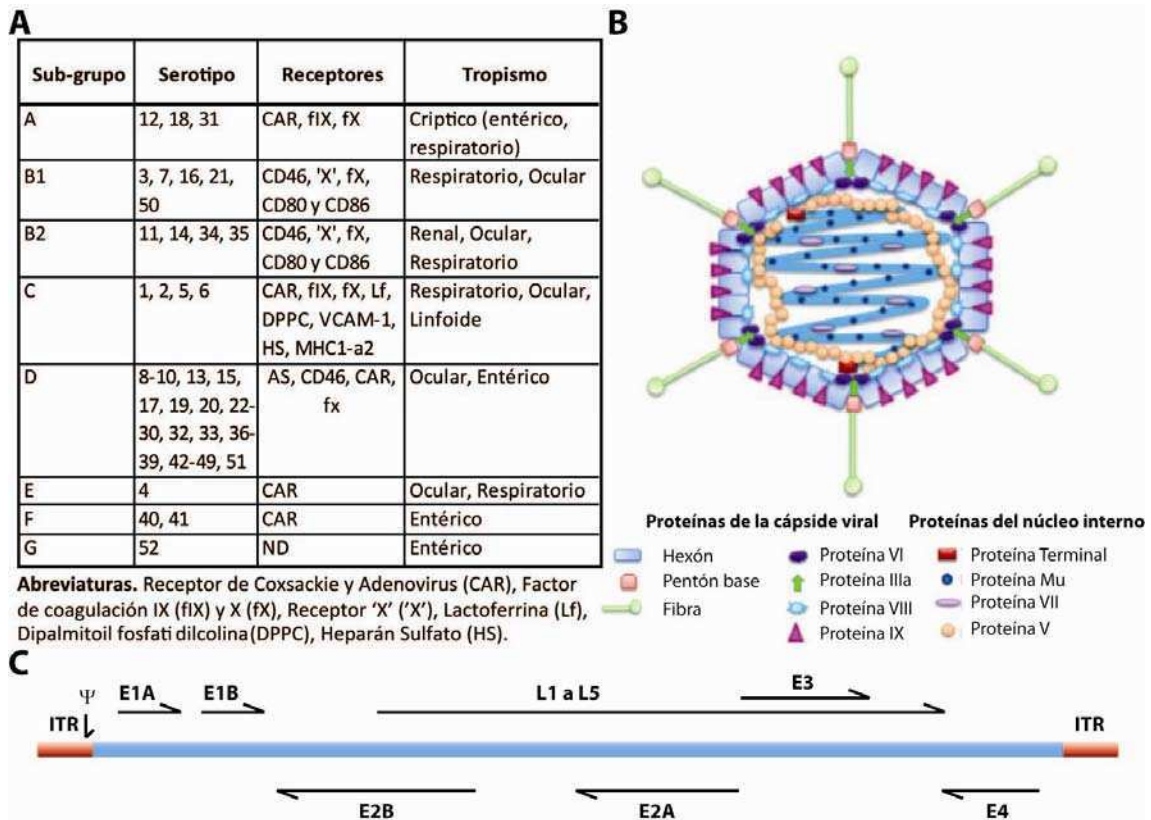 A
Sub-grupo Serotipo Receptores Tropismo
A 12, 18, 31 CAR, fIX, fX Criptico (entérico,
respiratorio)
B1 3, 7, 16, 21, CD46, 'X', fX, Respiratorio, Ocular
50 CD80 y CD86
B2 11, 14, 34, 35 CD46, 'X', fX, Renal, Ocular,
CD80 y CD86 Respiratorio
C 1, 2, 5, 6 CAR, fIX, fX, Lf, Respiratorio, Ocular,
DPPC, VCAM-1, Linfoide
HS, MHC1-a2
D 8-10, 13, 15, AS, CD46, CAR, Ocular, Entérico
17, 19, 20, 22- fx
30, 32, 33, 36-
39, 42-49, 51
E 4 CAR Ocular, Respiratorio
F 40, 41 CAR Entérico
G 52 ND Entérico
Abreviaturas. Receptor de Coxsackie y Adenovirus (CAR), Factor
de coagulación IX (fIX) y X (fX), Receptor 'X' ('X'), Lactoferrina (Lf),
Dipalmitoil fosfati dilcolina(DPPC), Heparán Sulfato (HS).
B
Proteínas de la cápside viral Proteínas del núcleo interno
Hexón Proteína VI Proteína Terminal
Pentón base Proteína IIIa Proteína Mu
Fibra Proteína VIII Proteína VII
Proteína IX Proteína V
C
Ψ E1A E1B L1 a L5 E3
ITR ITR
E2B E2A E4